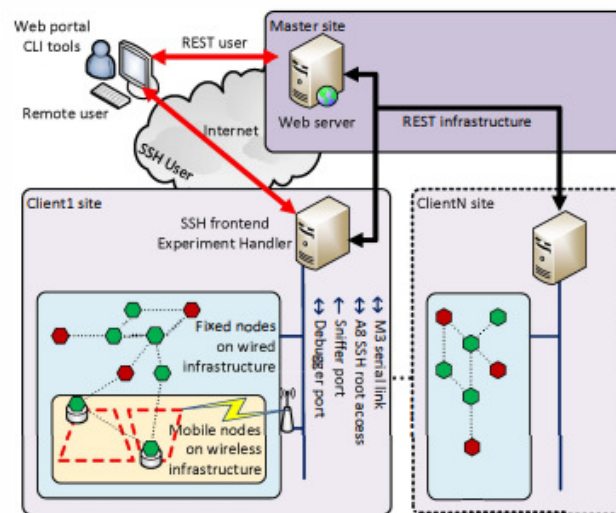 Web portal
CLI tools
Remote user
REST user
Master site
Web server
REST infrastructure
Internet
SSH User
Client1 site
SSH frontend
Experiment Handler
ClientN site
Fixed nodes
on wired
infrastructure
Mobile nodes
on wireless
infrastructure
M3 serial link
A8 SSH root access
Sniffer port
Debugger port